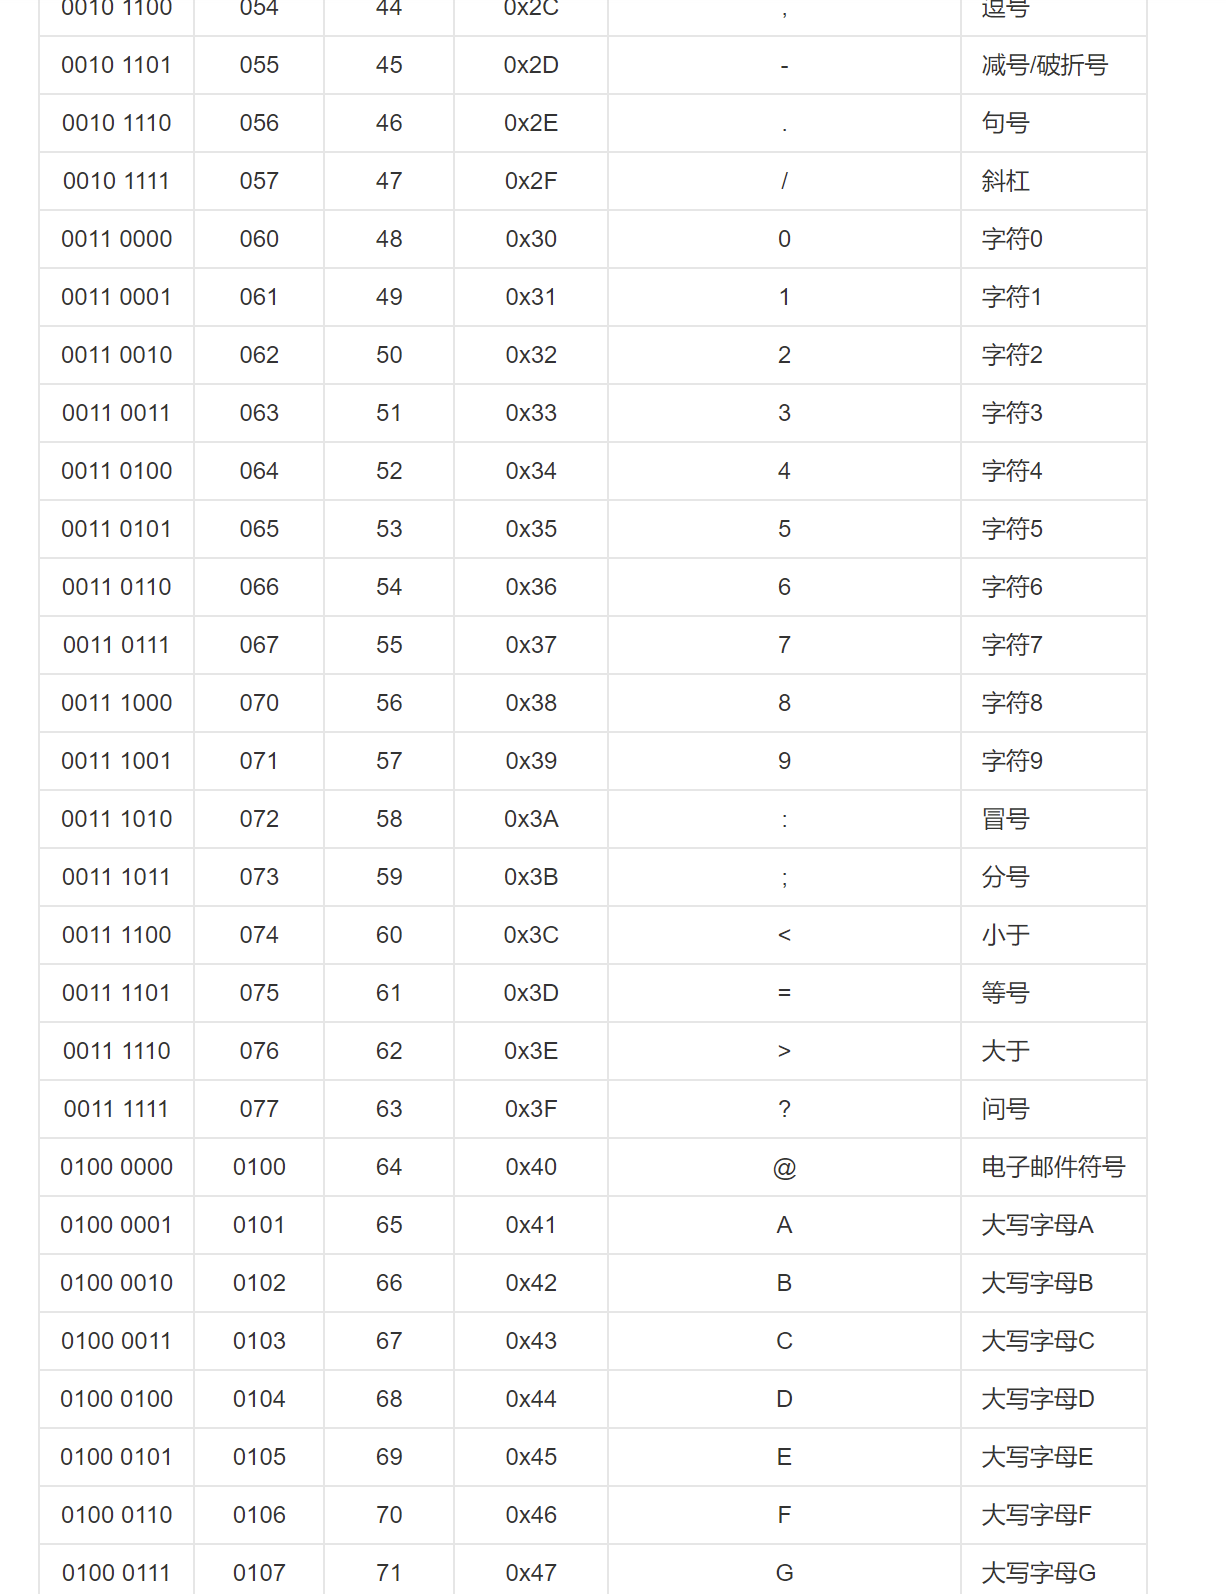 0010 1100 054 44 0x2C , 逗号
0010 1101 055 45 0x2D - 减号/破折号
0010 1110 056 46 0x2E . 句号
0010 1111 057 47 0x2F / 斜杠
0011 0000 060 48 0x30 0 字符0
0011 0001 061 49 0x31 1 字符1
0011 0010 062 50 0x32 2 字符2
0011 0011 063 51 0x33 3 字符3
0011 0100 064 52 0x34 4 字符4
0011 0101 065 53 0x35 5 字符5
0011 0110 066 54 0x36 6 字符6
0011 0111 067 55 0x37 7 字符7
0011 1000 070 56 0x38 8 字符8
0011 1001 071 57 0x39 9 字符9
0011 1010 072 58 0x3A : 冒号
0011 1011 073 59 0x3B ; 分号
0011 1100 074 60 0x3C < 小于
0011 1101 075 61 0x3D = 等号
0011 1110 076 62 0x3E > 大于
0011 1111 077 63 0x3F ? 问号
0100 0000 0100 64 0x40 @ 电子邮件符号
0100 0001 0101 65 0x41 A 大写字母A
0100 0010 0102 66 0x42 B 大写字母B
0100 0011 0103 67 0x43 C 大写字母C
0100 0100 0104 68 0x44 D 大写字母D
0100 0101 0105 69 0x45 E 大写字母E
0100 0110 0106 70 0x46 F 大写字母F
0100 0111 0107 71 0x47 G 大写字母G